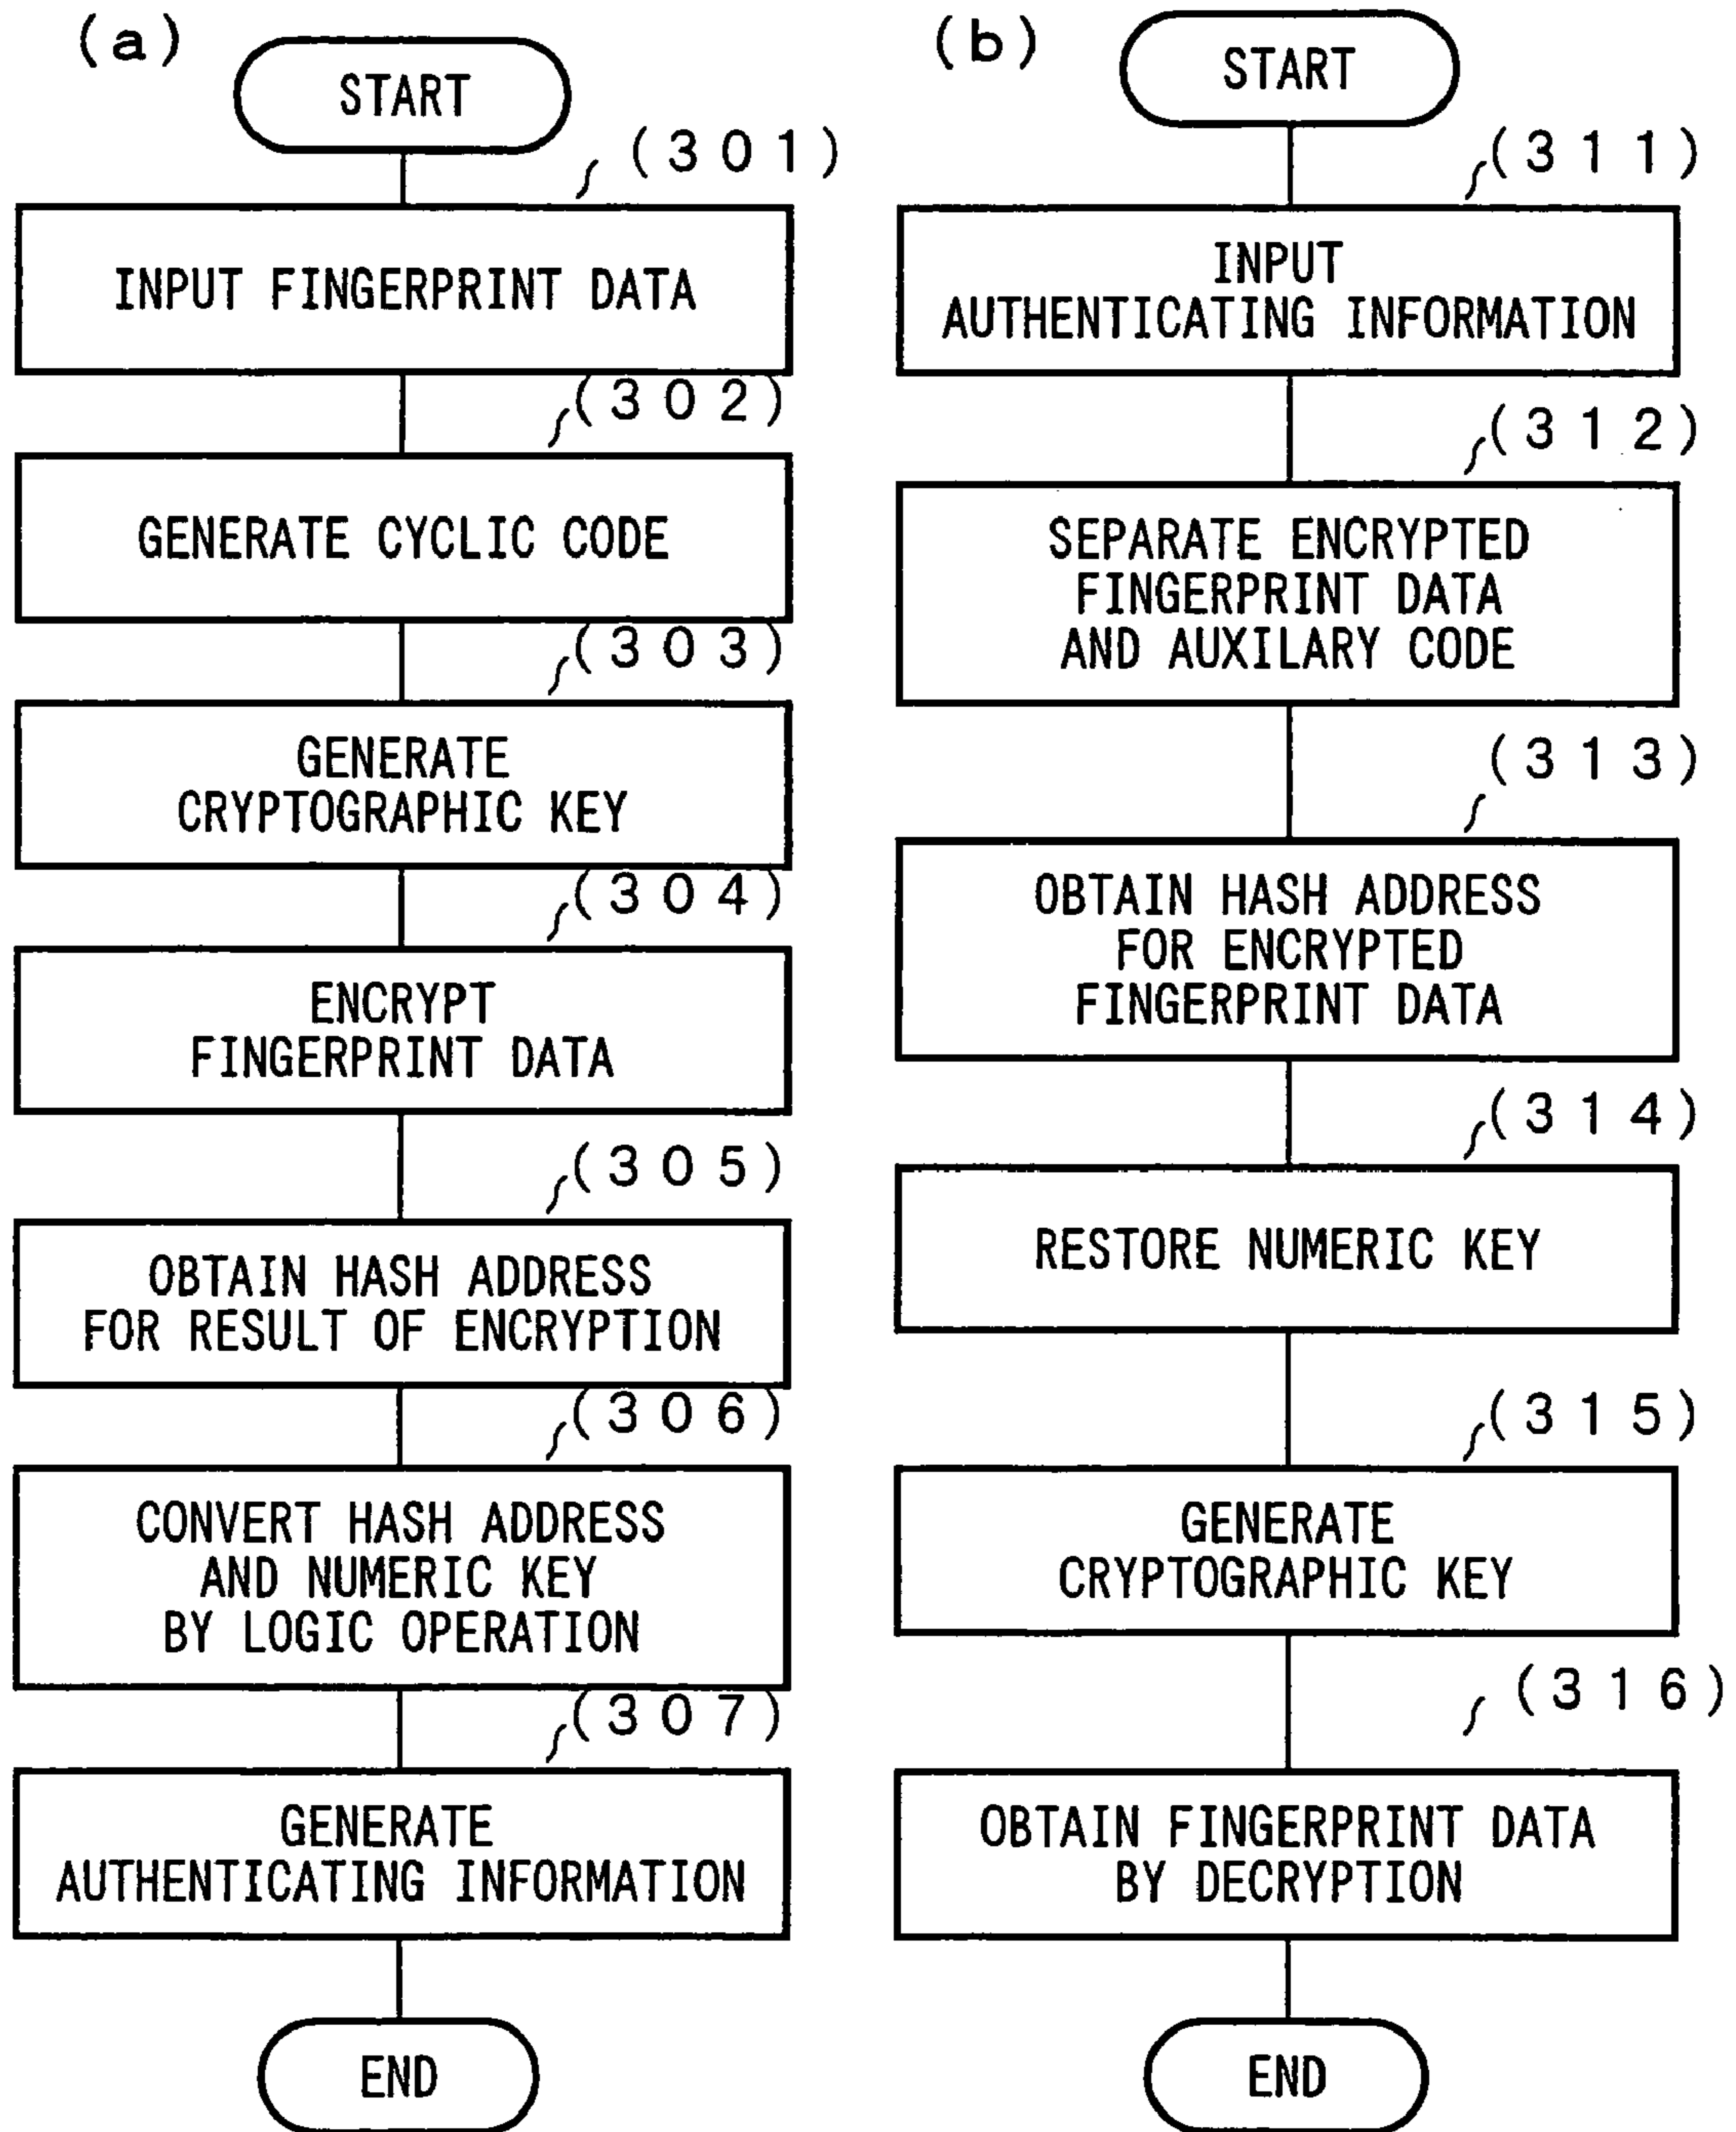 (a)
START
(301)
INPUT FINGERPRINT DATA
(302)
GENERATE CYCLIC CODE
(303)
GENERATE
CRYPTOGRAPHIC KEY
(304)
ENCRYPT
FINGERPRINT DATA
(305)
OBTAIN HASH ADDRESS
FOR RESULT OF ENCRYPTION
(306)
CONVERT HASH ADDRESS
AND NUMERIC KEY
BY LOGIC OPERATION
(307)
GENERATE
AUTHENTICATING INFORMATION
END
(b)
START
(311)
INPUT
AUTHENTICATING INFORMATION
(312)
SEPARATE ENCRYPTED
FINGERPRINT DATA
AND AUXILARY CODE
(313)
OBTAIN HASH ADDRESS
FOR ENCRYPTED
FINGERPRINT DATA
(314)
RESTORE NUMERIC KEY
(315)
GENERATE
CRYPTOGRAPHIC KEY
(316)
OBTAIN FINGERPRINT DATA
BY DECRYPTION
END